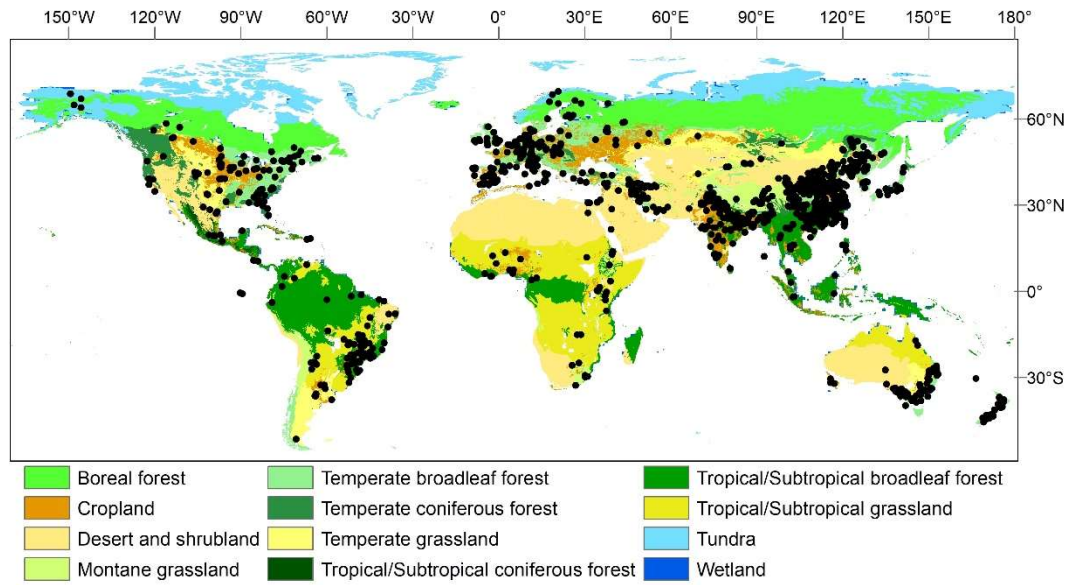 150°W 120°W 90°W 60°W 30°W 0° 30°E 60°E 90°E 120°E 150°E 180°
60°N
30°N
0°
30°S
Boreal forest Temperate broadleaf forest Tropical/Subtropical broadleaf forest
Cropland Temperate coniferous forest Tropical/Subtropical grassland
Desert and shrubland Temperate grassland Tundra
Montane grassland Tropical/Subtropical coniferous forest Wetland